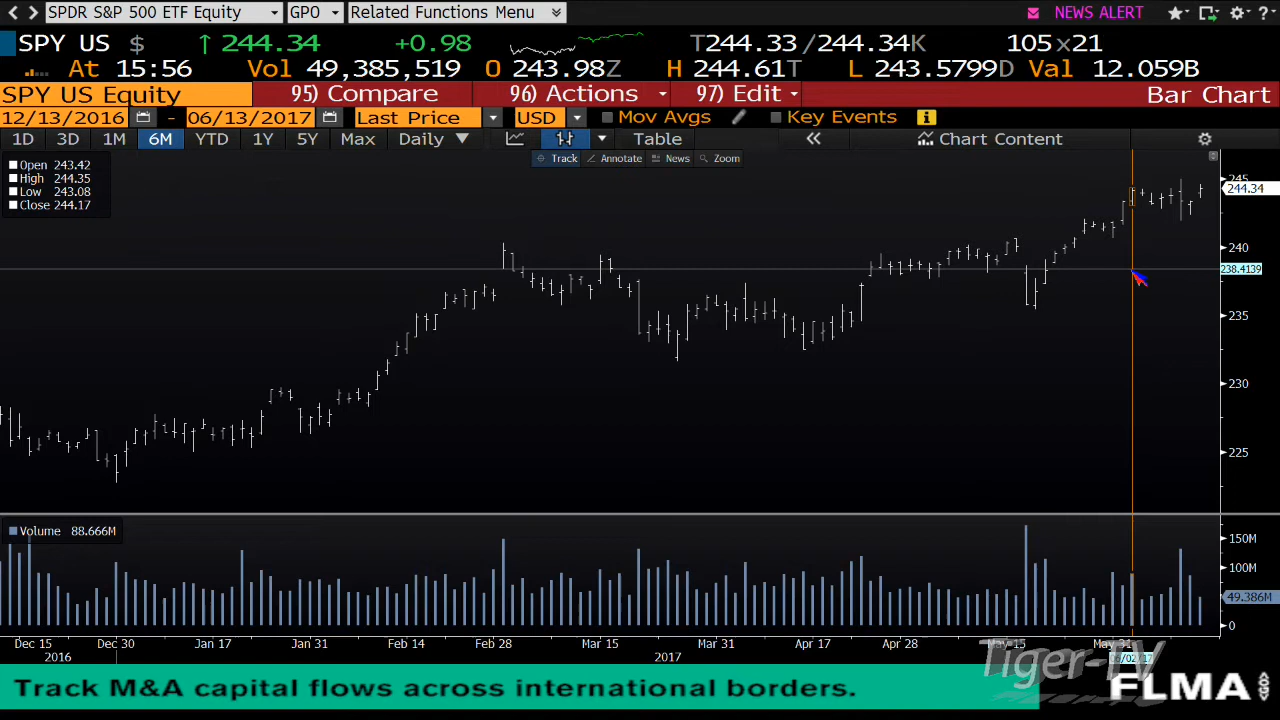 SPDR S&P 500 ETF Equity GPO Related Functions Menu NEWS ALERT ?
SPY US $ ↑ 244.34 +0.98 T244.33/244.34K 105x21
At 15:56 Vol 49,385,519 O 243.98Z H 244.61T L 243.5799D Val 12.059B
SPY US Equity 95) Compare 96) Actions 97) Edit Bar Chart
12/13/2016 - 06/13/2017 Last Price USD Mov Avgs Key Events i
1D 3D 1M 6M YTD 1Y 5Y Max Daily ▼ Table « Chart Content
Track Annotate News Zoom
Open 243.42
High 244.35
Low 243.08
Close 244.17
245
244.34
240
238.4139
235
230
225
Volume 88.666M
150M
100M
49.386M
0
Dec 15 Dec 30 Jan 17 Jan 31 Feb 14 Feb 28 Mar 15 Mar 31 Apr 17 Apr 28 May 15 May 31
2016 2017 06/02/17
Tiger-TV
Track M&A capital flows across international borders. FLMA